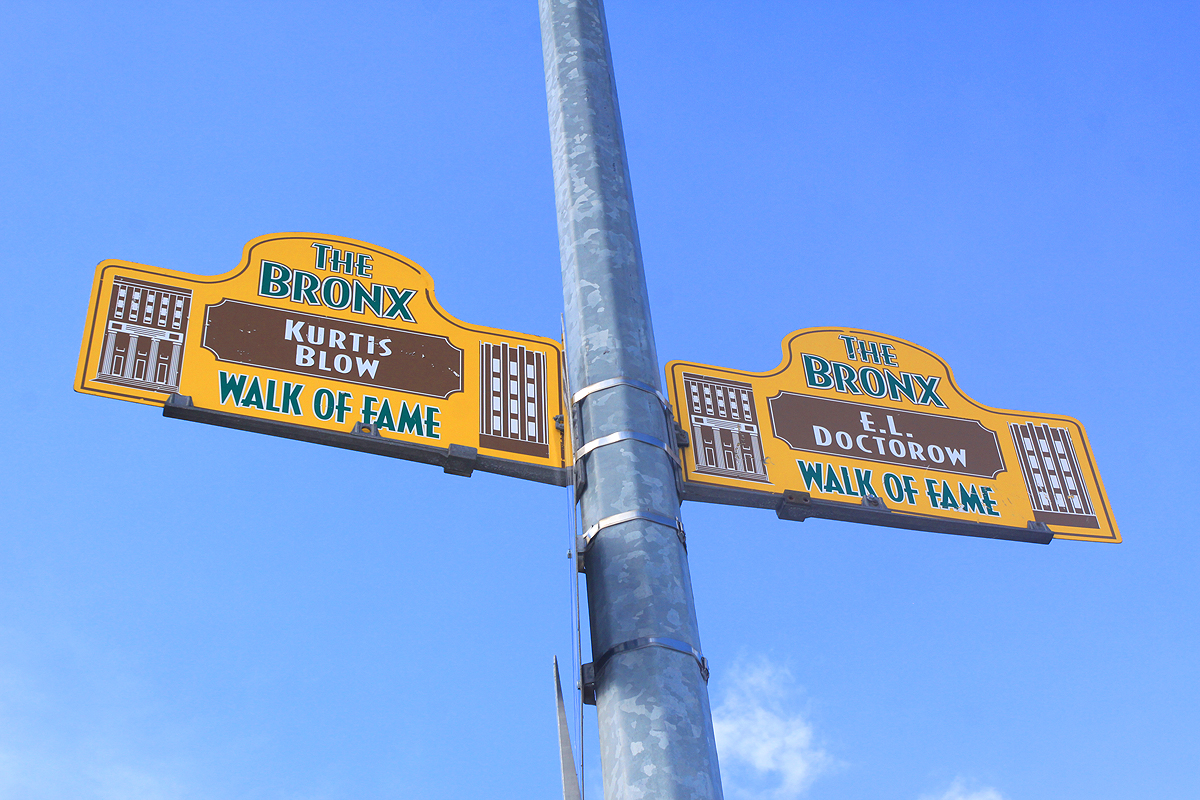 THE
BRONX
KURTiS
BLOW
WALK OF FAME
THE
BRONX
E.L.
DOCTOROW
WALK OF FAME